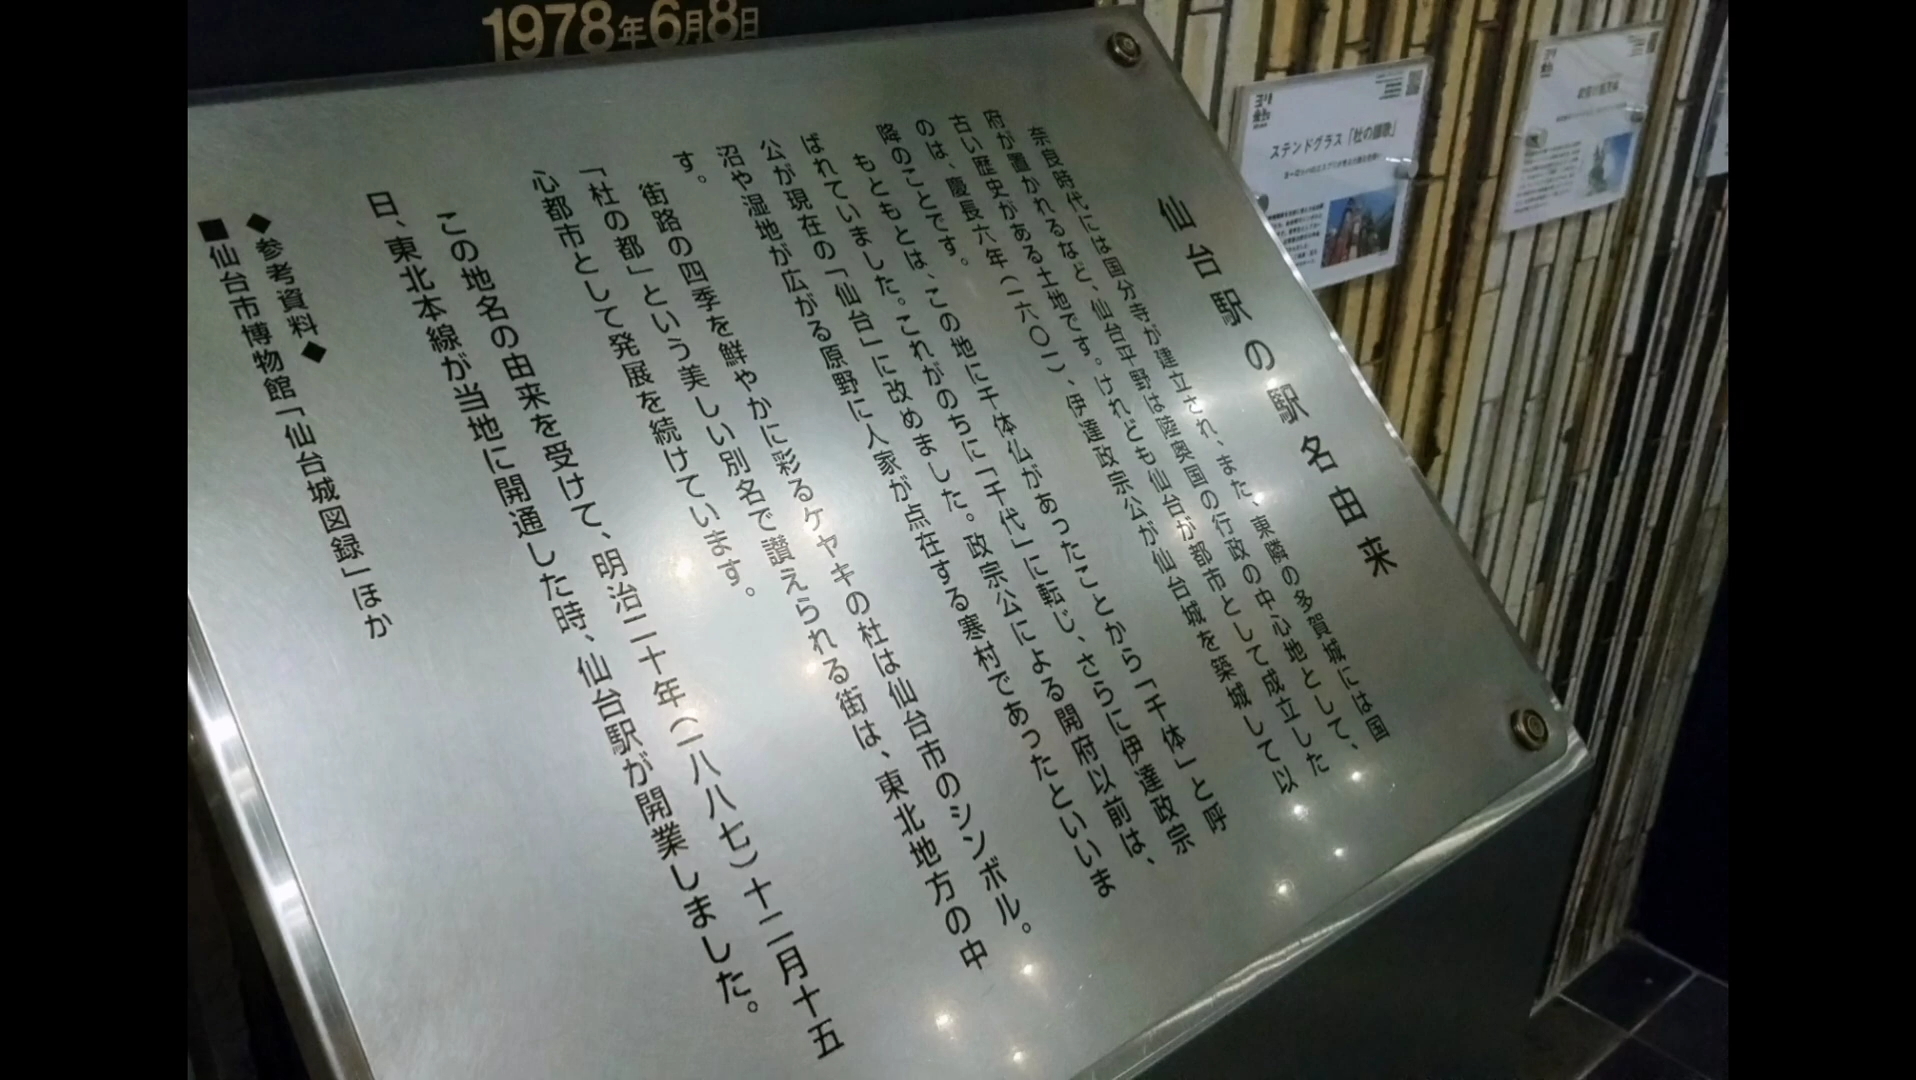 1978年6月8日
仙台駅の駅名由来
奈良時代には国分寺が建立され、また、東隣の多賀城には国
府が置かれるなど、仙台平野は陸奥国の行政の中心地として、
古い歴史がある土地です。けれども仙台が都市として成立した
のは、慶長六年(一六〇一)、伊達政宗公が仙台城を築城して以
降のことです。
もともとは、この地に千体仏があったことから「千体」と呼
ばれていました。これがのちに「千代」に転じ、さらに伊達政宗
公が現在の「仙台」に改めました。政宗公による開府以前は、
沼や湿地が広がる原野に人家が点在する寒村であったといいま
す。
街路の四季を鮮やかに彩るケヤキの杜は仙台市のシンボル。
「杜の都」という美しい別名で讃えられる街は、東北地方の中
心都市として発展を続けています。
この地名の由来を受けて、明治二十年(一八八七)十二月十五
日、東北本線が当地に開通した時、仙台駅が開業しました。
◆参考資料◆
■仙台市博物館「仙台城図録」ほか
ステンドグラス「杜の讃歌」